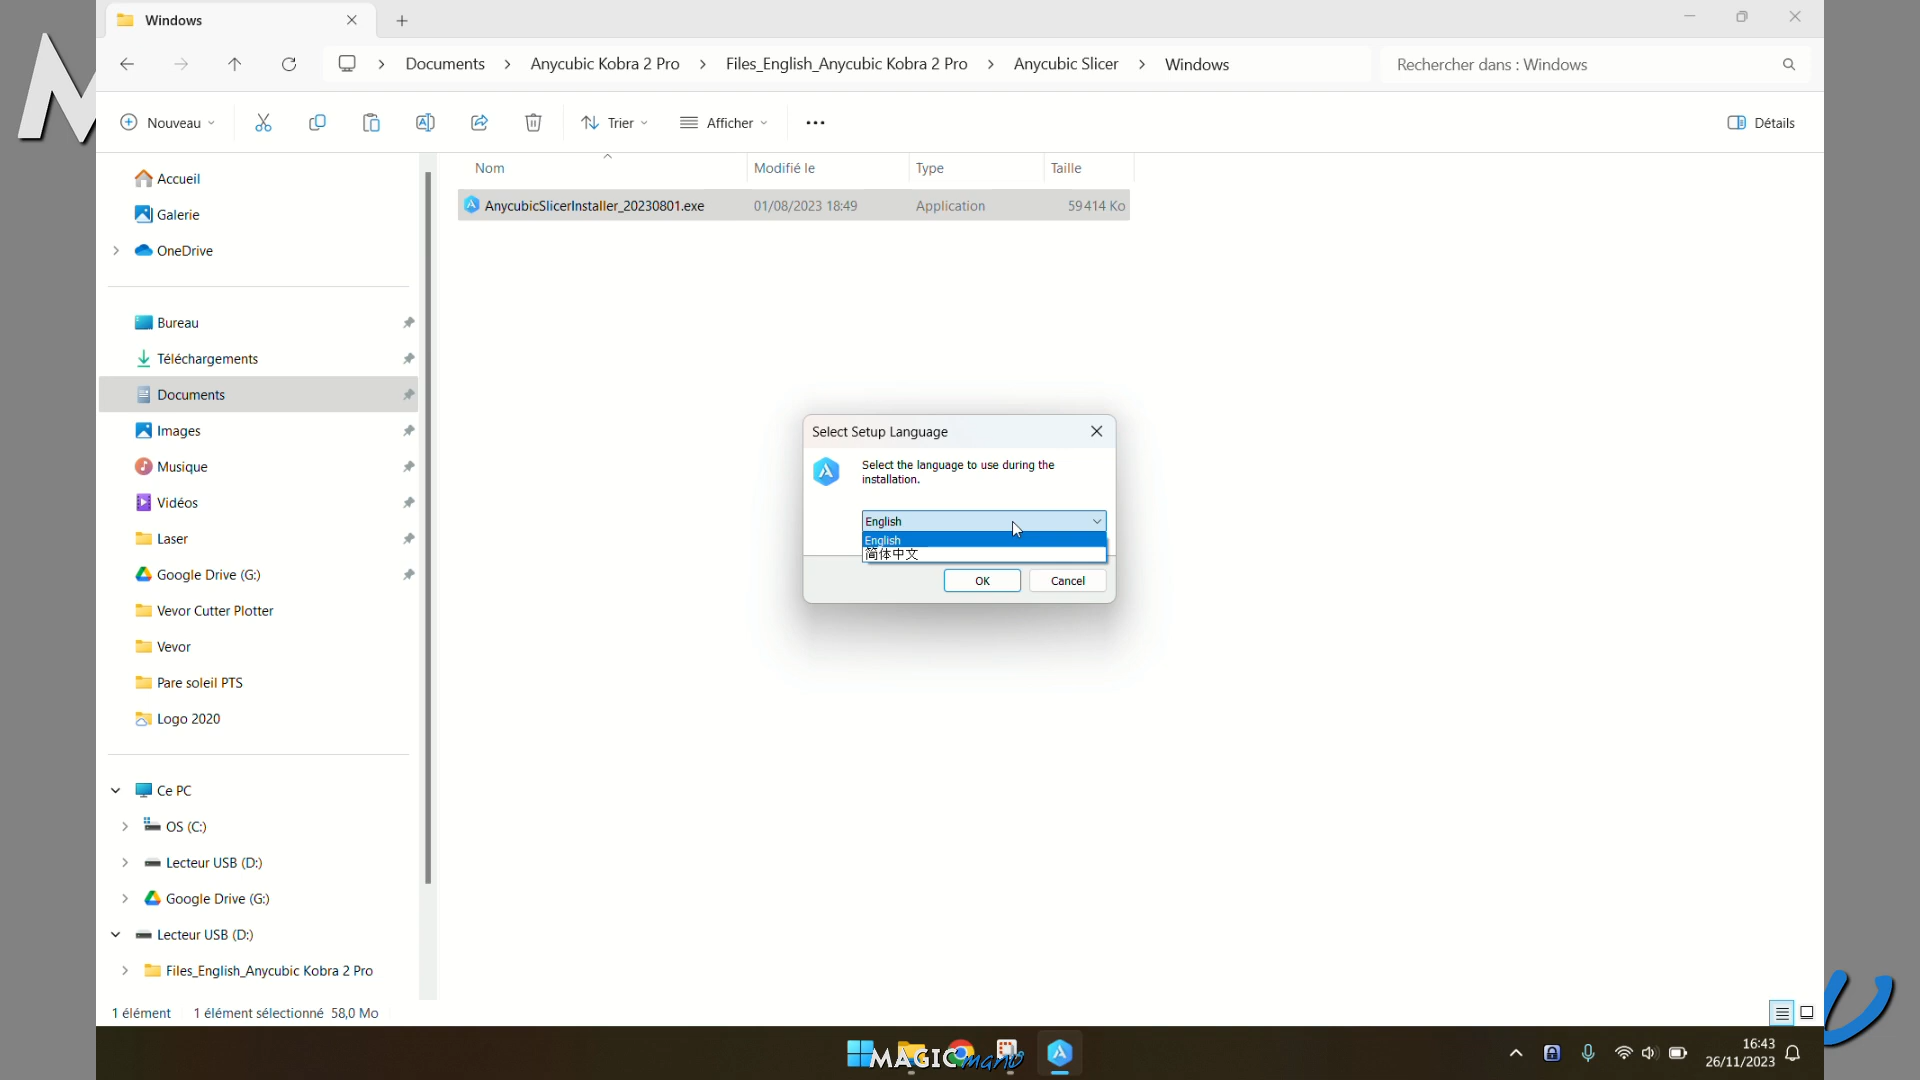 Windows
Documents
Anycubic Kobra 2 Pro
Files_English_Anycubic Kobra 2 Pro
Anycubic Slicer
Windows
Rechercher dans : Windows
Nouveau
Trier
Afficher
Détails
Nom
Modifié le
Type
Taille
AnycubicSlicerInstaller_20230801.exe
01/08/2023 18:49
Application
59 414 Ko
Accueil
Galerie
OneDrive
Bureau
Téléchargements
Documents
Images
Musique
Vidéos
Laser
Google Drive (G:)
Vevor Cutter Plotter
Vevor
Pare soleil PTS
Logo 2020
Ce PC
OS (C:)
Lecteur USB (D:)
Google Drive (G:)
Lecteur USB (D:)
Files_English_Anycubic Kobra 2 Pro
Select Setup Language
Select the language to use during the
installation.
English
English
简体中文
OK
Cancel
1 élément
1 élément sélectionné 58,0 Mo
MAGIC manu
16:43
26/11/2023